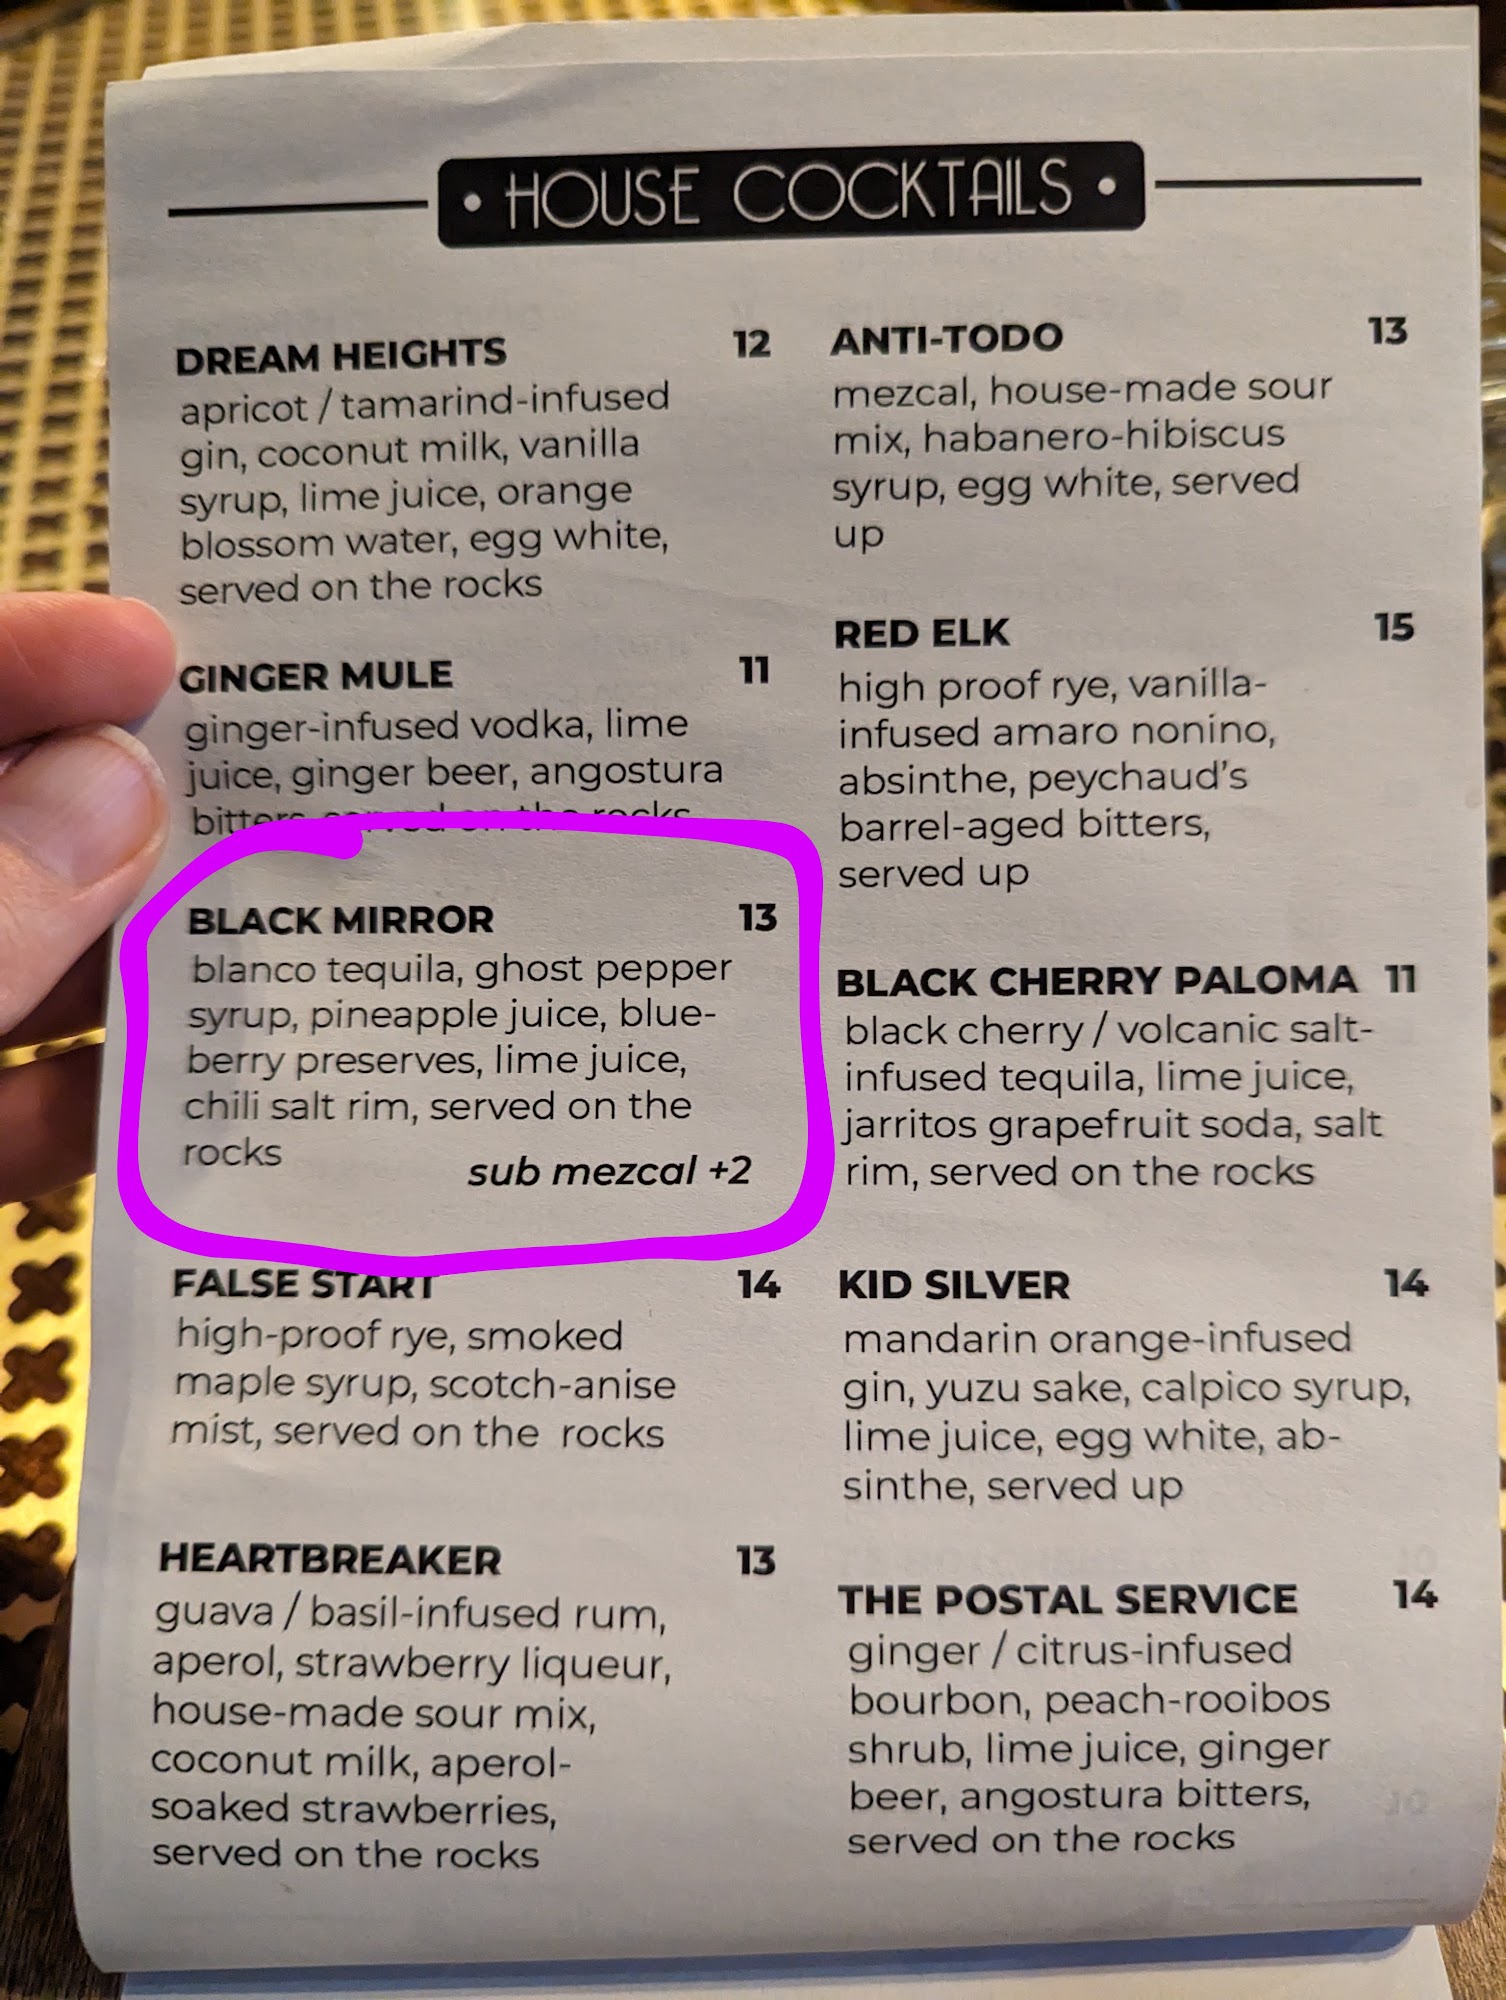 • HOUSE COCKTAILS •
DREAM HEIGHTS 12
apricot / tamarind-infused
gin, coconut milk, vanilla
syrup, lime juice, orange
blossom water, egg white,
served on the rocks
GINGER MULE 11
ginger-infused vodka, lime
juice, ginger beer, angostura
bitters, served on the rocks
BLACK MIRROR 13
blanco tequila, ghost pepper
syrup, pineapple juice, blue-
berry preserves, lime juice,
chili salt rim, served on the
rocks
sub mezcal +2
FALSE START 14
high-proof rye, smoked
maple syrup, scotch-anise
mist, served on the rocks
HEARTBREAKER 13
guava / basil-infused rum,
aperol, strawberry liqueur,
house-made sour mix,
coconut milk, aperol-
soaked strawberries,
served on the rocks
ANTI-TODO 13
mezcal, house-made sour
mix, habanero-hibiscus
syrup, egg white, served
up
RED ELK 15
high proof rye, vanilla-
infused amaro nonino,
absinthe, peychaud's
barrel-aged bitters,
served up
BLACK CHERRY PALOMA 11
black cherry / volcanic salt-
infused tequila, lime juice,
jarritos grapefruit soda, salt
rim, served on the rocks
KID SILVER 14
mandarin orange-infused
gin, yuzu sake, calpico syrup,
lime juice, egg white, ab-
sinthe, served up
THE POSTAL SERVICE 14
ginger / citrus-infused
bourbon, peach-rooibos
shrub, lime juice, ginger
beer, angostura bitters,
served on the rocks